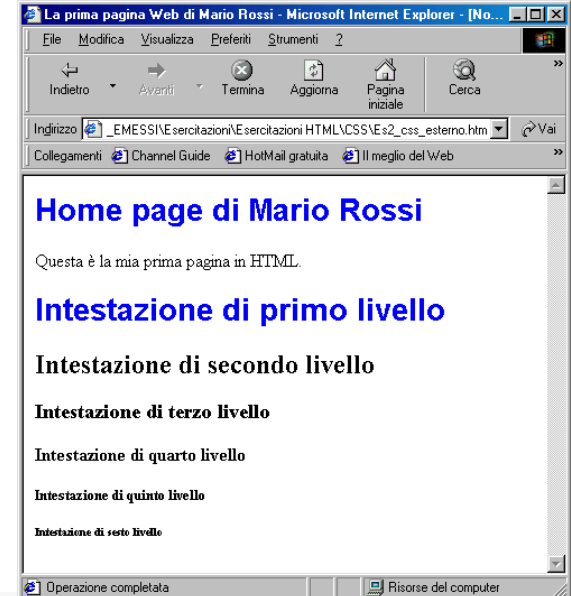 La prima pagina Web di Mario Rossi - Microsoft Internet Explorer - [No...
File Modifica Visualizza Preferiti Strumenti ?
Indietro Avanti Termina Aggiorna Pagina iniziale Cerca »
Indirizzo _EMESSI\Esercitazioni\Esercitazioni HTML\CSS\Es2_css_esterno.htm Vai
Collegamenti Channel Guide HotMail gratuita Il meglio del Web »
Home page di Mario Rossi
Questa è la mia prima pagina in HTML.
Intestazione di primo livello
Intestazione di secondo livello
Intestazione di terzo livello
Intestazione di quarto livello
Intestazione di quinto livello
Intestazione di sesto livello
Operazione completata Risorse del computer